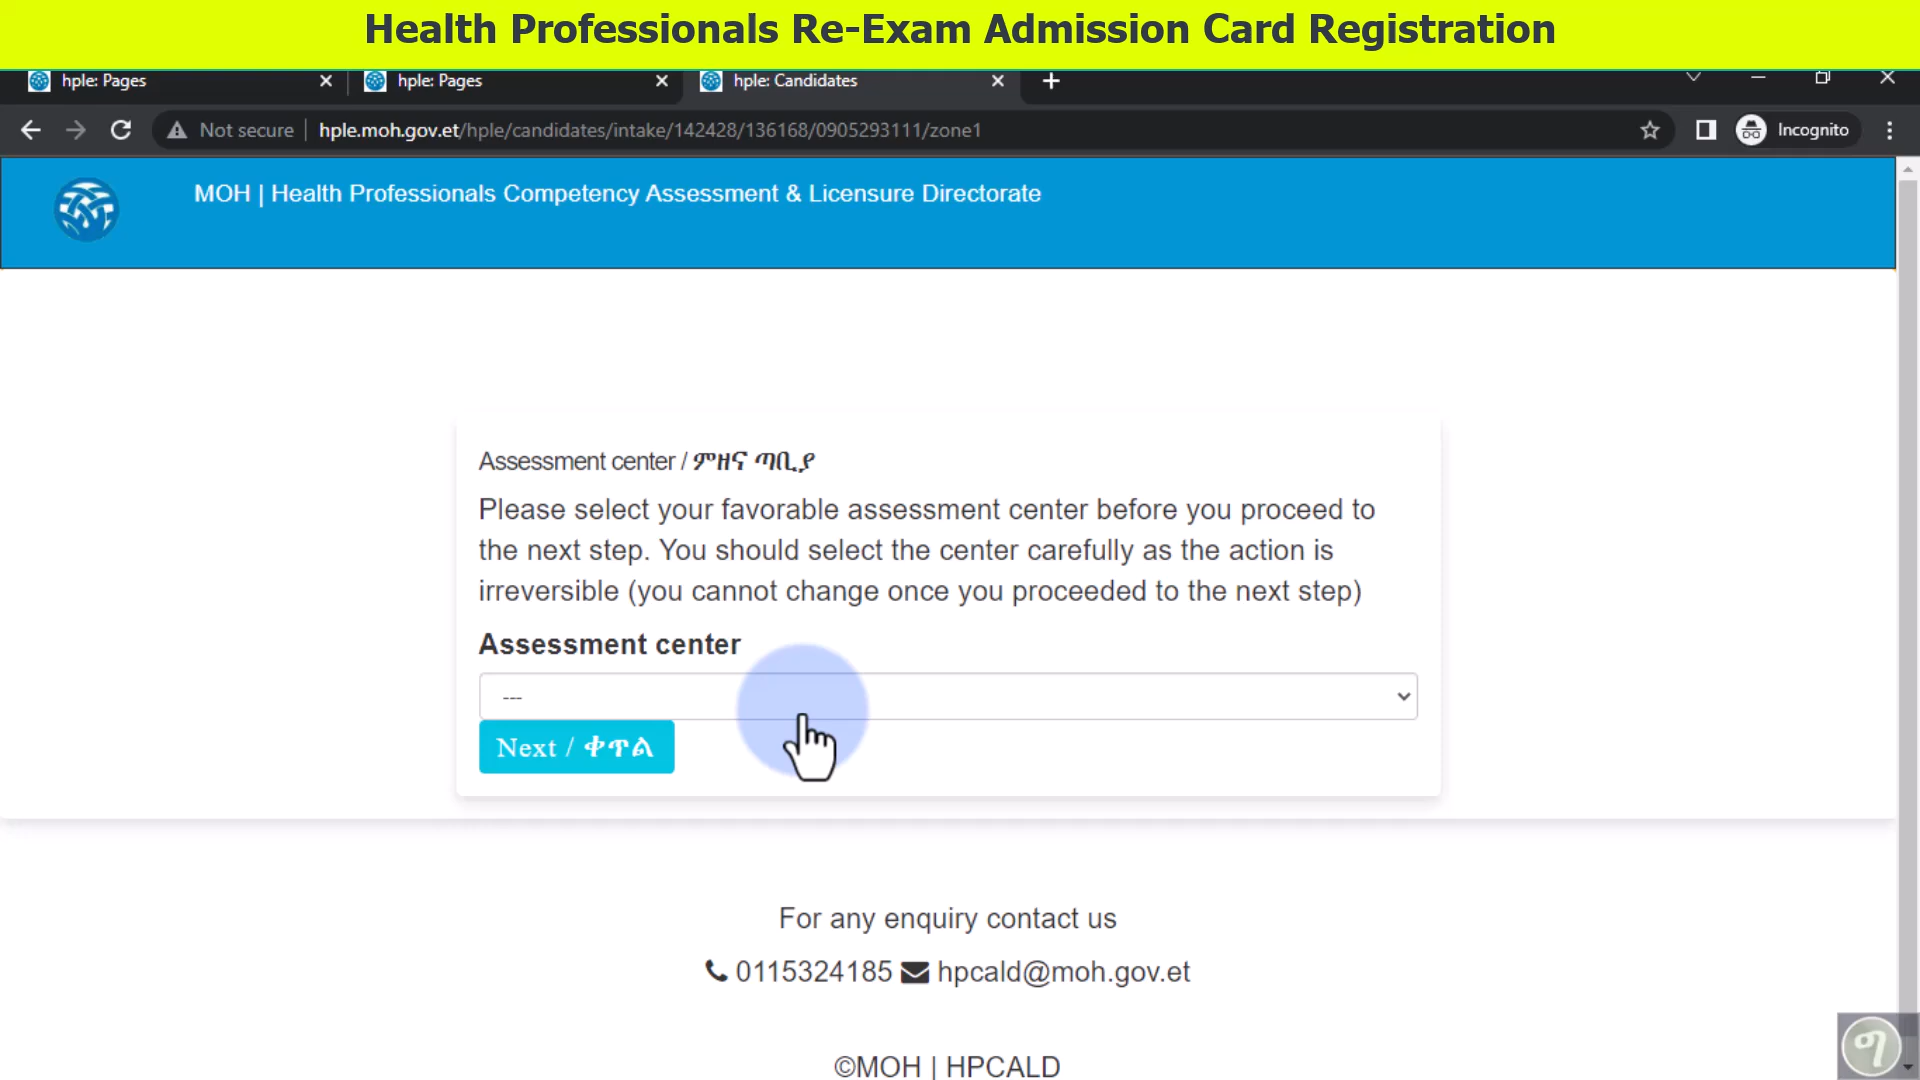 Health Professionals Re-Exam Admission Card Registration
hple: Pages
hple: Pages
hple: Candidates
Not secure
hple.moh.gov.et/hple/candidates/intake/142428/136168/0905293111/zone1
Incognito
MOH | Health Professionals Competency Assessment & Licensure Directorate
Assessment center / ምዘና ጣቢያ
Please select your favorable assessment center before you proceed to
the next step. You should select the center carefully as the action is
irreversible (you cannot change once you proceeded to the next step)
Assessment center
---
Next / ቀጥል
For any enquiry contact us
0115324185 hpcald@moh.gov.et
©MOH | HPCALD